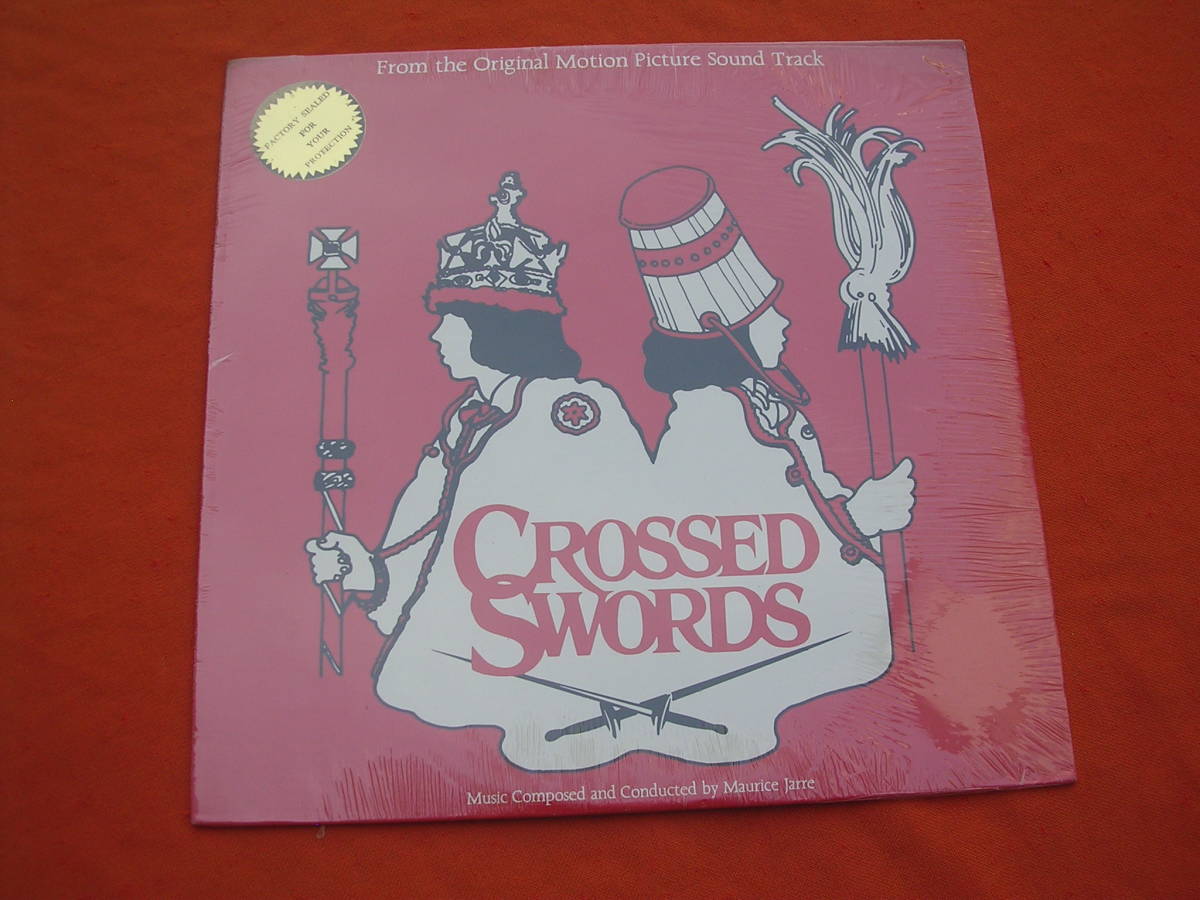 From the Original Motion Picture Sound Track
FACTORY SEALED
FOR
YOUR
PROTECTION
CROSSED
SWORDS
Music Composed and Conducted by Maurice Jarre